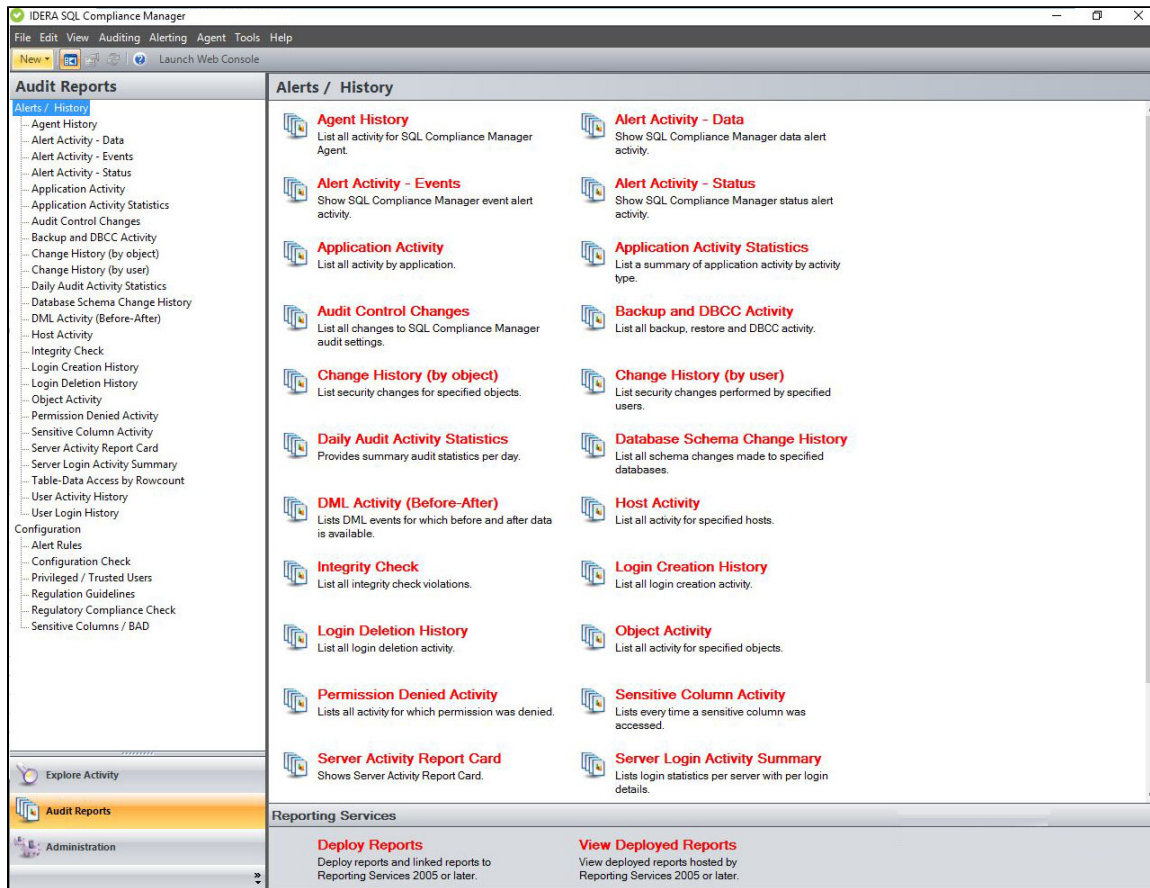 IDERA SQL Compliance Manager
File Edit View Auditing Alerting Agent Tools Help
New Launch Web Console
Audit Reports
Alerts / History
Agent History
Alert Activity - Data
Alert Activity - Events
Alert Activity - Status
Application Activity
Application Activity Statistics
Audit Control Changes
Backup and DBCC Activity
Change History (by object)
Change History (by user)
Daily Audit Activity Statistics
Database Schema Change History
DML Activity (Before-After)
Host Activity
Integrity Check
Login Creation History
Login Deletion History
Object Activity
Permission Denied Activity
Sensitive Column Activity
Server Activity Report Card
Server Login Activity Summary
Table-Data Access by Rowcount
User Activity History
User Login History
Configuration
Alert Rules
Configuration Check
Privileged / Trusted Users
Regulation Guidelines
Regulatory Compliance Check
Sensitive Columns / BAD
Explore Activity
Audit Reports
Administration
Alerts / History
Agent History
List all activity for SQL Compliance Manager
Agent.
Alert Activity - Data
Show SQL Compliance Manager data alert
activity.
Alert Activity - Events
Show SQL Compliance Manager event alert
activity.
Alert Activity - Status
Show SQL Compliance Manager status alert
activity.
Application Activity
List all activity by application.
Application Activity Statistics
List a summary of application activity by activity
type.
Audit Control Changes
List all changes to SQL Compliance Manager
audit settings.
Backup and DBCC Activity
List all backup, restore and DBCC activity.
Change History (by object)
List security changes for specified objects.
Change History (by user)
List security changes performed by specified
users.
Daily Audit Activity Statistics
Provides summary audit statistics per day.
Database Schema Change History
List all schema changes made to specified
databases.
DML Activity (Before-After)
Lists DML events for which before and after data
is available.
Host Activity
List all activity for specified hosts.
Integrity Check
List all integrity check violations.
Login Creation History
List all login creation activity.
Login Deletion History
List all login deletion activity.
Object Activity
List all activity for specified objects.
Permission Denied Activity
Lists all activity for which permission was denied.
Sensitive Column Activity
Lists every time a sensitive column was
accessed.
Server Activity Report Card
Shows Server Activity Report Card.
Server Login Activity Summary
Lists login statistics per server with per login
details.
Reporting Services
Deploy Reports
Deploy reports and linked reports to
Reporting Services 2005 or later.
View Deployed Reports
View deployed reports hosted by
Reporting Services 2005 or later.